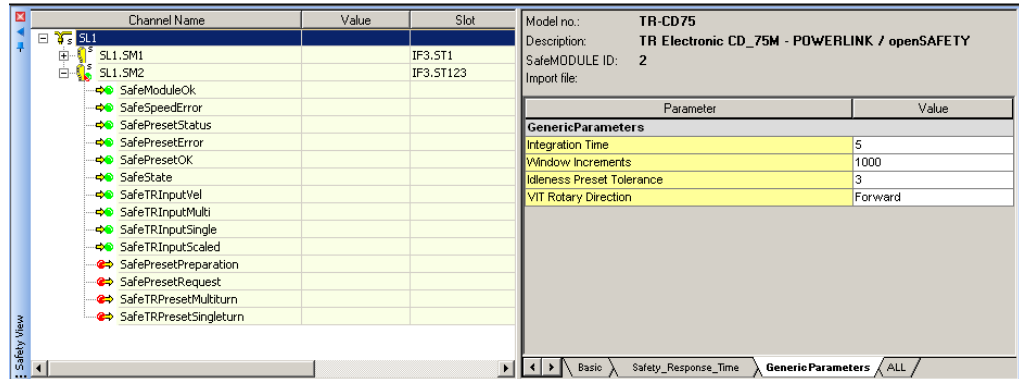 Channel Name Value Slot
SL1
SL1.SM1 IF3.ST1
SL1.SM2 IF3.ST123
SafeModuleOk
SafeSpeedError
SafePresetStatus
SafePresetError
SafePresetOK
SafeState
SafeTRInputVel
SafeTRInputMulti
SafeTRInputSingle
SafeTRInputScaled
SafePresetPreparation
SafePresetRequest
SafeTRPresetMultiturn
SafeTRPresetSingleturn
Safety View
Model no.: TR-CD75
Description: TR Electronic CD_75M - POWERLINK / openSAFETY
SafeMODULE ID: 2
Import file:
Parameter Value
GenericParameters
Integration Time 5
Window Increments 1000
Idleness Preset Tolerance 3
VIT Rotary Direction Forward
Basic Safety_Response_Time GenericParameters ALL